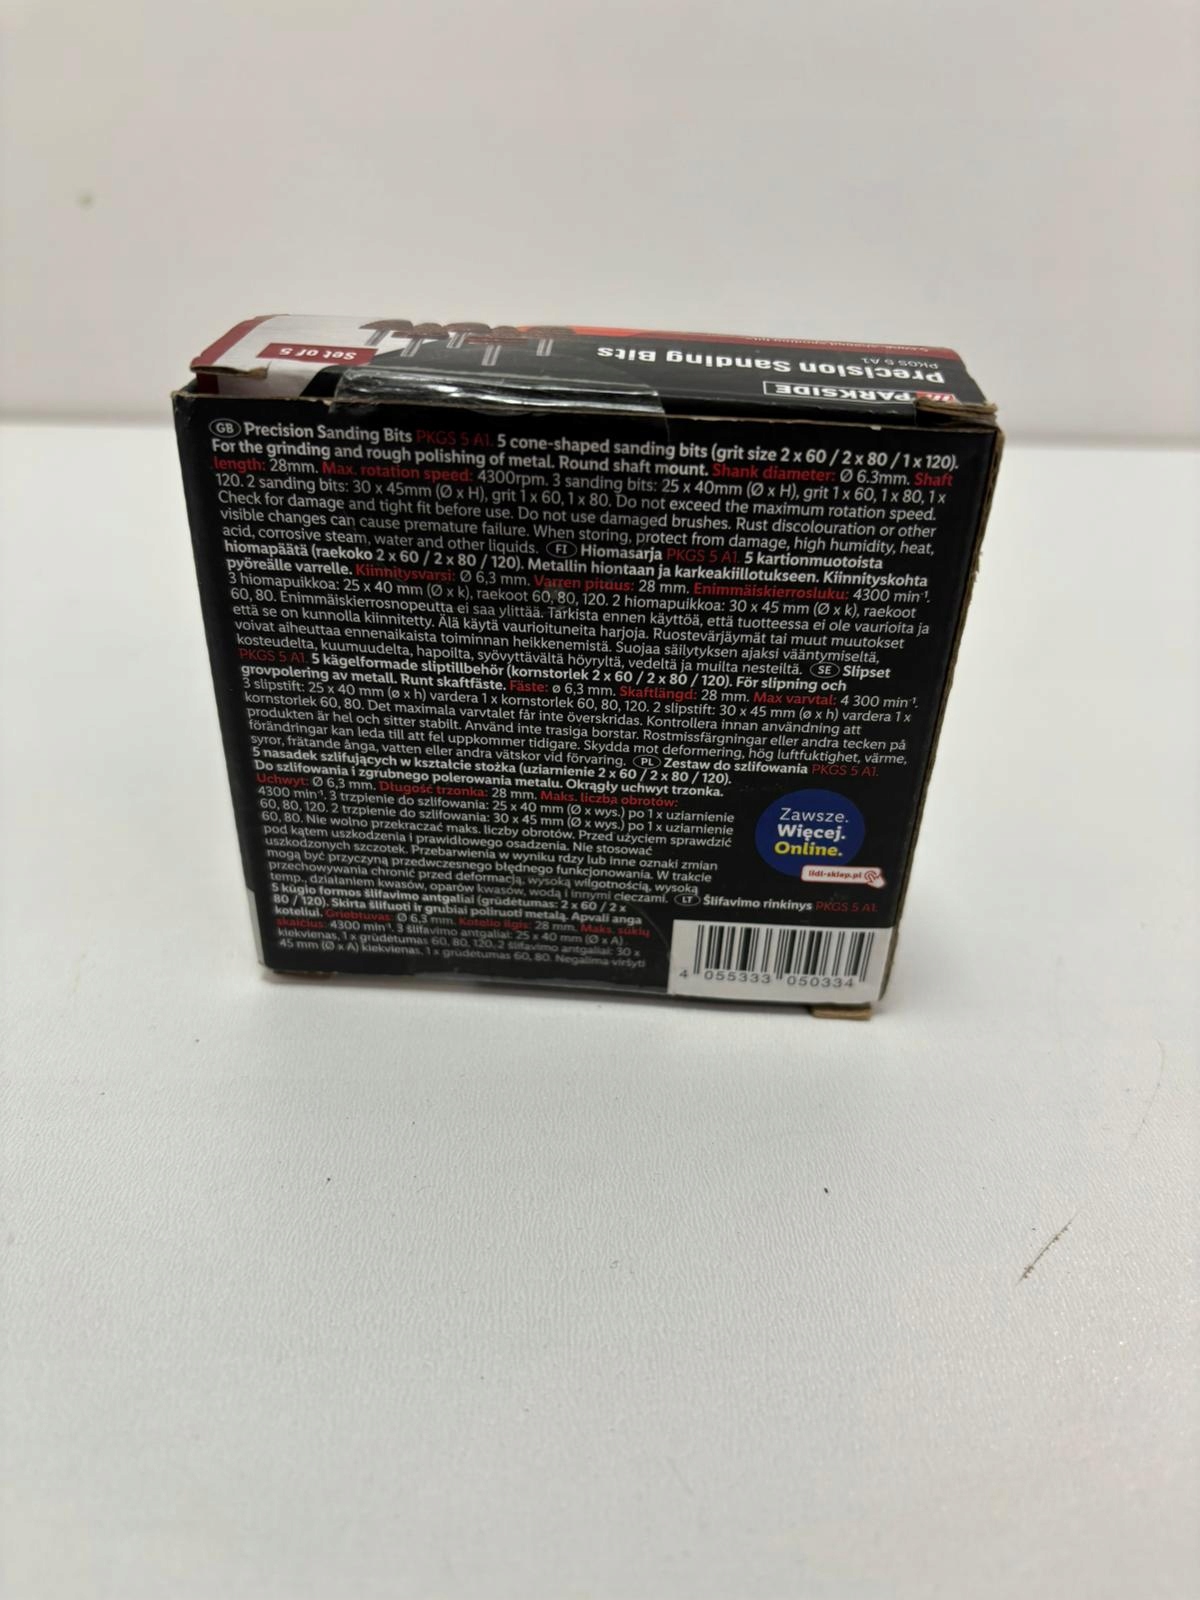 PARKSIDE
Precision Sanding Bits
PKGS 5 A1
Set of 5
GB Precision Sanding Bits PKGS 5 A1. 5 cone-shaped sanding bits (grit size 2 x 60 / 2 x 80 / 1 x 120).
For the grinding and rough polishing of metal. Round shaft mount. Shank diameter: Ø 6.3mm. Shaft
length: 28mm. Max. rotation speed: 4300rpm. 3 sanding bits: 25 x 40mm (Ø x H), grit 1 x 60, 1 x 80, 1 x
120. 2 sanding bits: 30 x 45mm (Ø x H), grit 1 x 60, 1 x 80. Do not exceed the maximum rotation speed.
Check for damage and tight fit before use. Do not use damaged brushes. Rust discolouration or other
visible changes can cause premature failure. When storing, protect from damage, high humidity, heat,
acid, corrosive steam, water and other liquids. FI Hiomasarja PKGS 5 A1. 5 kartionmuotoista
hiomapäätä (raekoko 2 x 60 / 2 x 80 / 120). Metallin hiontaan ja karkeakiillotukseen. Kiinnityskohta
pyöreälle varrelle. Kiinnitysvarsi: Ø 6,3 mm. Varren pituus: 28 mm. Enimmäiskierrosluku: 4300 min⁻¹.
3 hiomapuikkoa: 25 x 40 mm (Ø x k), raekoot 60, 80, 120. 2 hiomapuikkoa: 30 x 45 mm (Ø x k), raekoot
60, 80. Enimmäiskierrosnopeutta ei saa ylittää. Tarkista ennen käyttöä, että tuotteessa ei ole vaurioita ja
että se on kunnolla kiinnitetty. Älä käytä vaurioituneita harjoja. Ruostevärjäymät tai muut muutokset
voivat aiheuttaa ennenaikaista toiminnan heikkenemistä. Suojaa säilytyksen ajaksi vääntymiseltä,
kosteudelta, kuumuudelta, hapoilta, syövyttävältä höyryltä, vedeltä ja muilta nesteiltä. SE Slipset
PKGS 5 A1. 5 kägelformade sliptillbehör (kornstorlek 2 x 60 / 2 x 80 / 120). För slipning och
grovpolering av metall. Runt skaftfäste. Fäste: ø 6,3 mm. Skaftlängd: 28 mm. Max varvtal: 4 300 min⁻¹.
3 slipstift: 25 x 40 mm (ø x h) vardera 1 x kornstorlek 60, 80, 120. 2 slipstift: 30 x 45 mm (ø x h) vardera 1 x
kornstorlek 60, 80. Det maximala varvtalet får inte överskridas. Kontrollera innan användning att
produkten är hel och sitter stabilt. Använd inte trasiga borstar. Rostmissfärgningar eller andra tecken på
förändringar kan leda till att fel uppkommer tidigare. Skydda mot deformering, hög luftfuktighet, värme,
syror, frätande ånga, vatten eller andra vätskor vid förvaring. PL Zestaw do szlifowania PKGS 5 A1.
5 nasadek szlifujących w kształcie stożka (uziarnienie 2 x 60 / 2 x 80 / 120).
Do szlifowania i zgrubnego polerowania metalu. Okrągły uchwyt trzonka.
Uchwyt: Ø 6,3 mm. Długość trzonka: 28 mm. Maks. liczba obrotów:
4300 min⁻¹. 3 trzpienie do szlifowania: 25 x 40 mm (Ø x wys.) po 1 x uziarnienie
60, 80, 120. 2 trzpienie do szlifowania: 30 x 45 mm (Ø x wys.) po 1 x uziarnienie
60, 80. Nie wolno przekraczać maks. liczby obrotów. Przed użyciem sprawdzić
pod kątem uszkodzenia i prawidłowego osadzenia. Nie stosować
uszkodzonych szczotek. Przebarwienia w wyniku rdzy lub inne oznaki zmian
mogą być przyczyną przedwczesnego błędnego funkcjonowania. W trakcie
przechowywania chronić przed deformacją, wysoką wilgotnością, wysoką
temp., działaniem kwasów, oparów kwasów, wodą i innymi cieczami. LT Šlifavimo rinkinys PKGS 5 A1.
5 kūgio formos šlifavimo antgaliai (grūdėtumas: 2 x 60 / 2 x
80 / 120). Skirta šlifuoti ir grubiai poliruoti metalą. Apvali anga
koteliui. Griebtuvas: Ø 6,3 mm. Kotelio ilgis: 28 mm. Maks. sūkių
skaičius: 4300 min⁻¹. 3 šlifavimo antgaliai: 25 x 40 mm (Ø x A)
kiekvienas, 1 x grūdėtumas 60, 80, 120. 2 šlifavimo antgaliai: 30 x
45 mm (Ø x A) kiekvienas, 1 x grūdėtumas 60, 80. Negalima viršyti
Zawsze.
Więcej.
Online.
lidl-sklep.pl
4 055333 050334